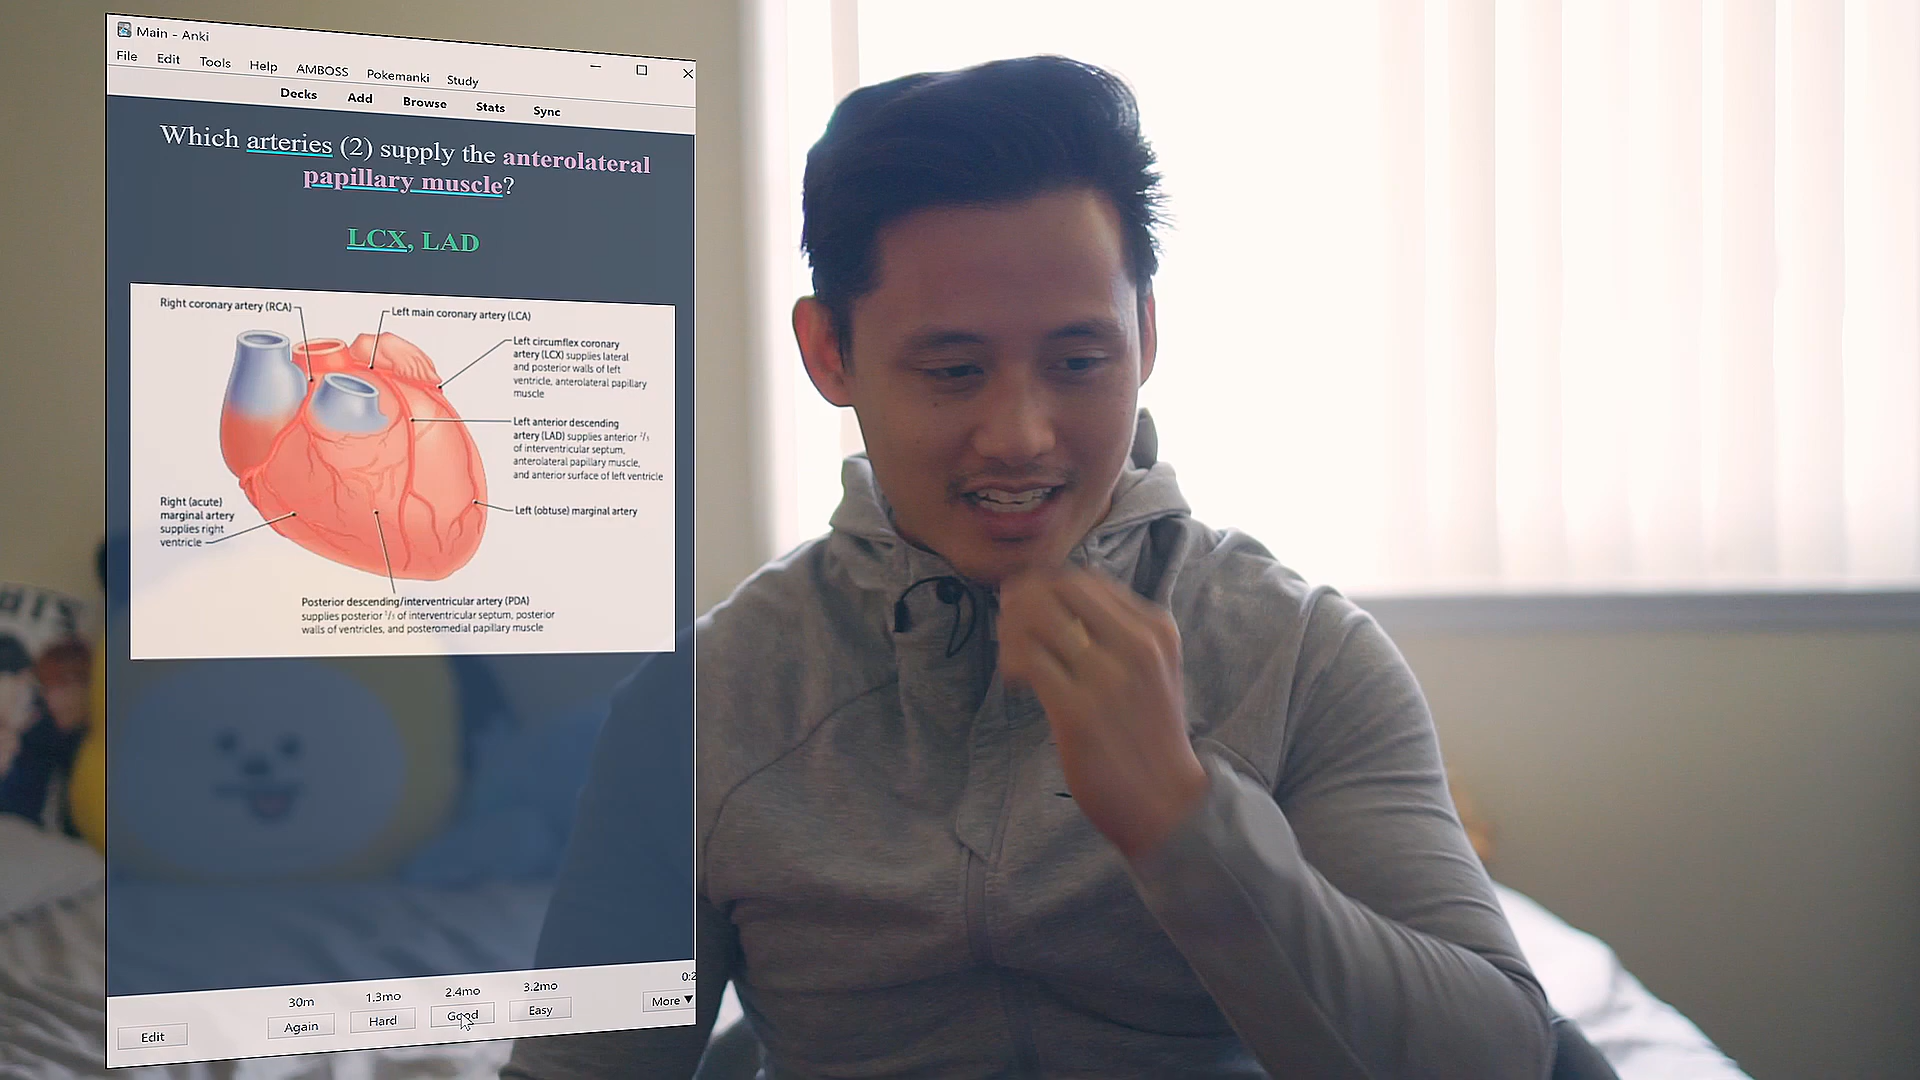 Main - Anki
File Edit Tools Help AMBOSS Pokemanki Study
Decks Add Browse Stats Sync
Which arteries (2) supply the anterolateral
papillary muscle?
LCX, LAD
Right coronary artery (RCA)
Left main coronary artery (LCA)
Left circumflex coronary
artery (LCX) supplies lateral
and posterior walls of left
ventricle, anterolateral papillary
muscle
Left anterior descending
artery (LAD) supplies anterior 2/3
of interventricular septum,
anterolateral papillary muscle,
and anterior surface of left ventricle
Right (acute)
marginal artery
supplies right
ventricle
Left (obtuse) marginal artery
Posterior descending/interventricular artery (PDA)
supplies posterior 1/3 of interventricular septum, posterior
walls of ventricles, and posteromedial papillary muscle
30m 1.3mo 2.4mo 3.2mo
Edit Again Hard Good Easy More ▼